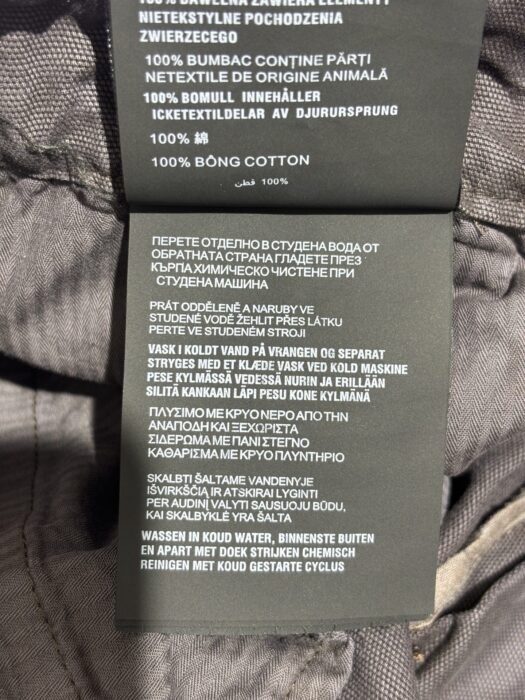 100% BAWEŁNA ZAWIERA ELEMENTY
NIETEKSTYLNE POCHODZENIA
ZWIERZECEGO
100% BUMBAC CONȚINE PĂRȚI
NETEXTILE DE ORIGINE ANIMALĂ
100% BOMULL INNEHÅLLER
ICKETEXTILDELAR AV DJURURSPRUNG
100% 綿
100% BÔNG COTTON
100% قطن
ПЕРЕТЕ ОТДЕЛНО В СТУДЕНА ВОДА ОТ
ОБРАТНАТА СТРАНА ГЛАДЕТЕ ПРЕЗ
КЪРПА ХИМИЧЕСКО ЧИСТЕНЕ ПРИ
СТУДЕНА МАШИНА
PRÁT ODDĚLENĚ A NARUBY VE
STUDENÉ VODĚ ŽEHLIT PŘES LÁTKU
PERTE VE STUDENÉM STROJI
VASK I KOLDT VAND PÅ VRANGEN OG SEPARAT
STRYGES MED ET KLÆDE VASK VED KOLD MASKINE
PESE KYLMÄSSÄ VEDESSÄ NURIN JA ERILLÄÄN
SILITÄ KANKAAN LÄPI PESU KONE KYLMÄNÄ
ΠΛΥΣΙΜΟ ΜΕ ΚΡΥΟ ΝΕΡΟ ΑΠΟ ΤΗΝ
ΑΝΑΠΟΔΗ ΚΑΙ ΞΕΧΩΡΙΣΤΑ
ΣΙΔΕΡΩΜΑ ΜΕ ΠΑΝΙ ΣΤΕΓΝΟ
ΚΑΘΑΡΙΣΜΑ ΜΕ ΚΡΥΟ ΠΛΥΝΤΗΡΙΟ
SKALBTI ŠALTAME VANDENYJE
IŠVIRKŠČIĄ IR ATSKIRAI LYGINTI
PER AUDINĮ VALYTI SAUSUOJU BŪDU,
KAI SKALBYKLĖ YRA ŠALTA
WASSEN IN KOUD WATER, BINNENSTE BUITEN
EN APART MET DOEK STRIJKEN CHEMISCH
REINIGEN MET KOUD GESTARTE CYCLUS